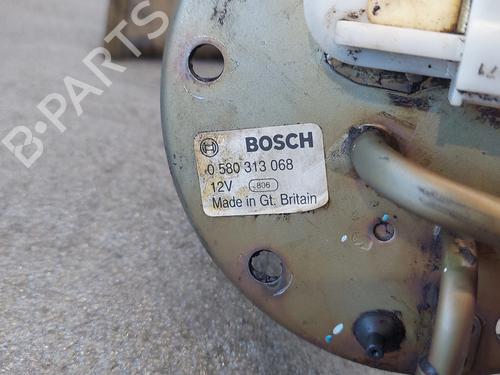 B-PARTS
BOSCH
0 580 313 068
12V 806
Made in Gt. Britain